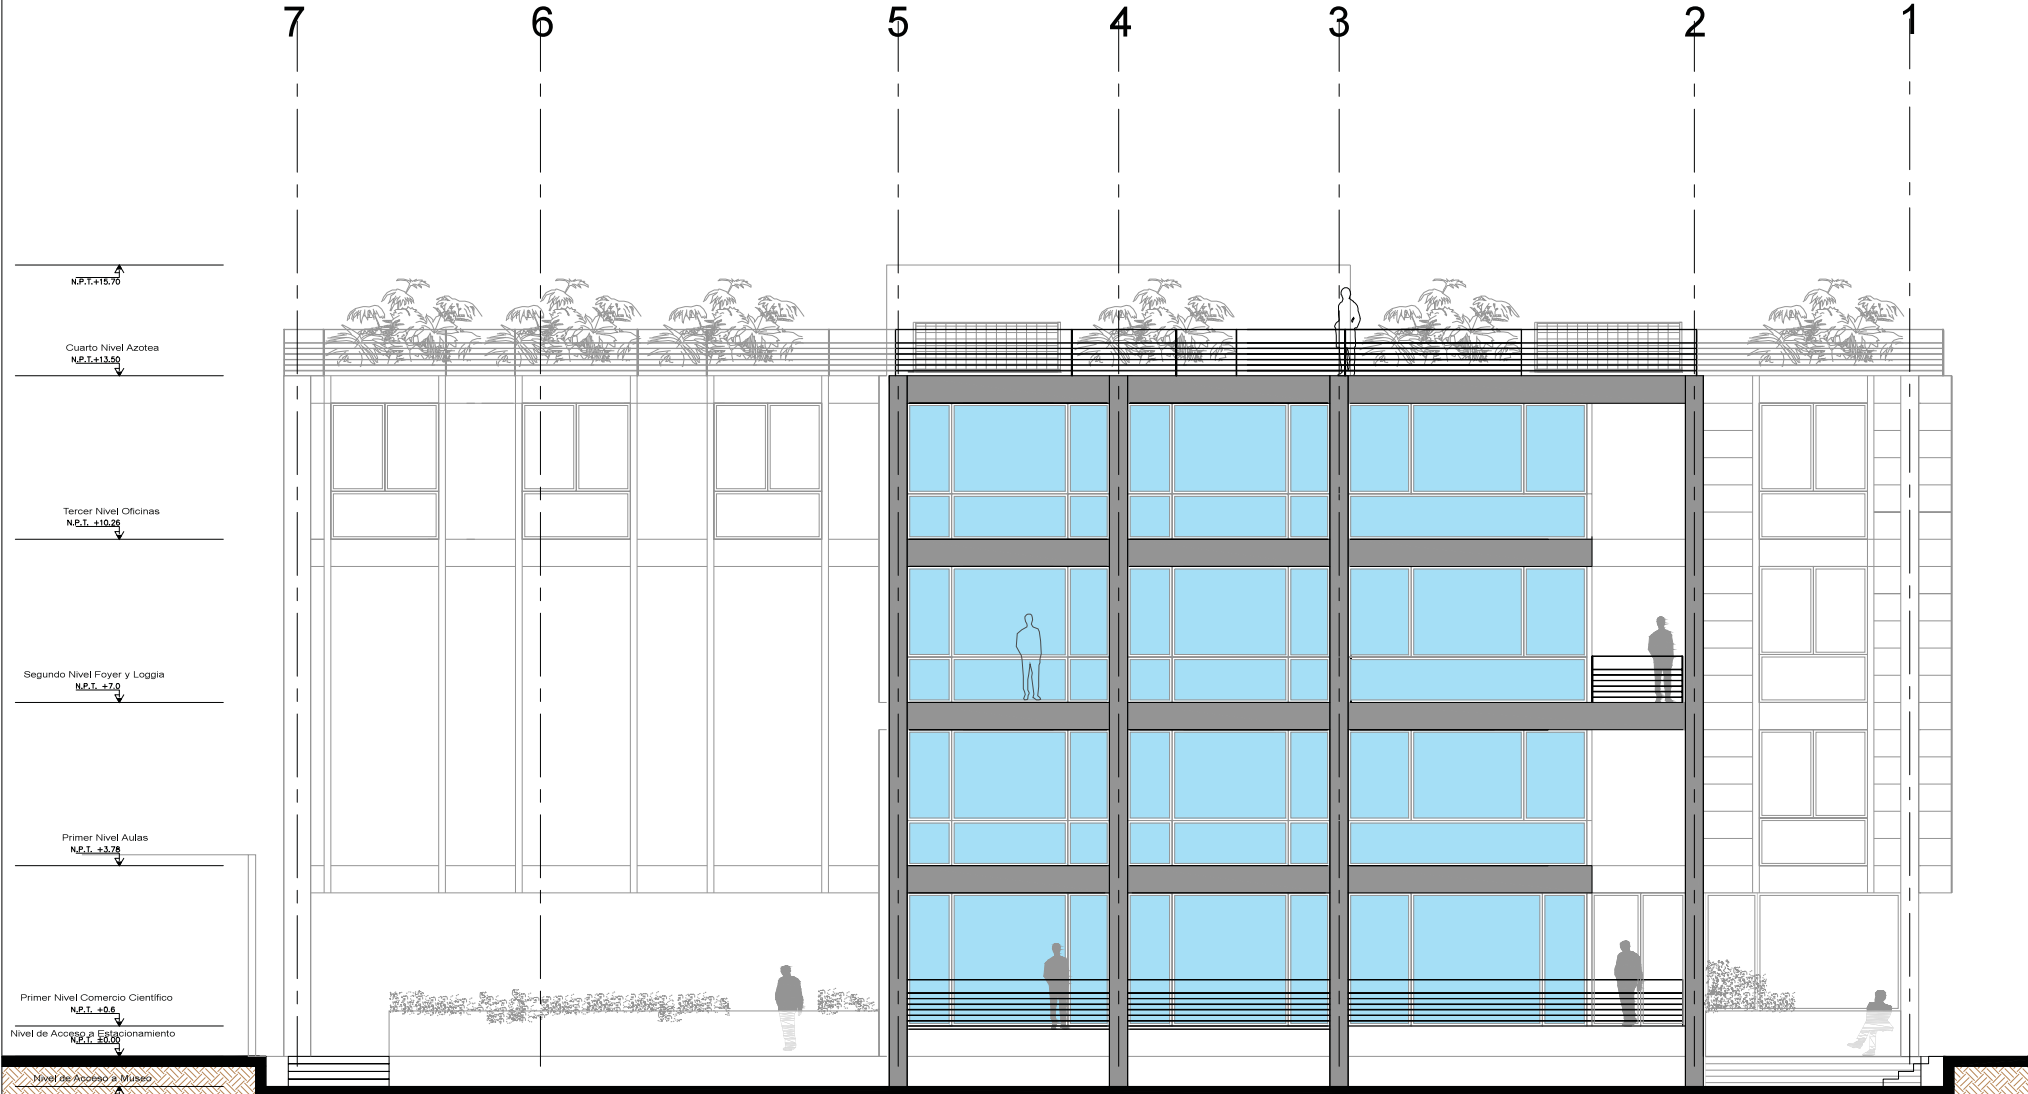 7 6 5 4 3 2 1
N.P.T.+15.70
Cuarto Nivel Azotea
N.P.T.+13.50
Tercer Nivel Oficinas
N.P.T. +10.26
Segundo Nivel Foyer y Loggia
N.P.T. +7.0
Primer Nivel Aulas
N.P.T. +3.78
Primer Nivel Comercio Científico
N.P.T. +0.6
Nivel de Acceso a Estacionamiento
N.P.T. ±0.00
Nivel de Acceso a Museo